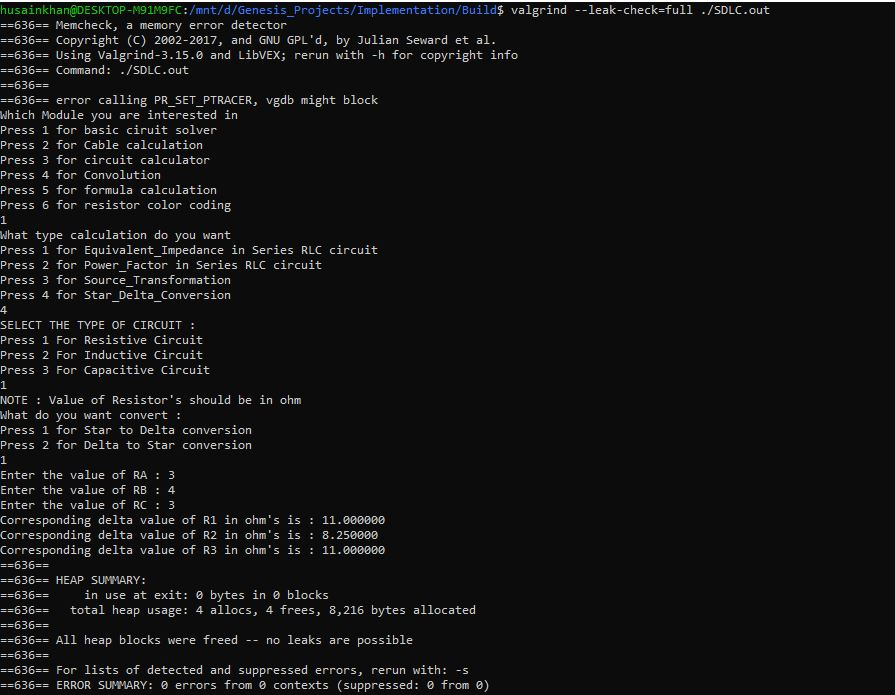 husainkhan@DESKTOP-M91M9FC:/mnt/d/Genesis_Projects/Implementation/Build$ valgrind --leak-check=full ./SDLC.out
==636== Memcheck, a memory error detector
==636== Copyright (C) 2002-2017, and GNU GPL'd, by Julian Seward et al.
==636== Using Valgrind-3.15.0 and LibVEX; rerun with -h for copyright info
==636== Command: ./SDLC.out
==636==
==636== error calling PR_SET_PTRACER, vgdb might block
Which Module you are interested in
Press 1 for basic ciruit solver
Press 2 for Cable calculation
Press 3 for circuit calculator
Press 4 for Convolution
Press 5 for formula calculation
Press 6 for resistor color coding
1
What type calculation do you want
Press 1 for Equivalent_Impedance in Series RLC circuit
Press 2 for Power_Factor in Series RLC circuit
Press 3 for Source_Transformation
Press 4 for Star_Delta_Conversion
4
SELECT THE TYPE OF CIRCUIT :
Press 1 For Resistive Circuit
Press 2 For Inductive Circuit
Press 3 For Capacitive Circuit
1
NOTE : Value of Resistor's should be in ohm
What do you want convert :
Press 1 for Star to Delta conversion
Press 2 for Delta to Star conversion
1
Enter the value of RA : 3
Enter the value of RB : 4
Enter the value of RC : 3
Corresponding delta value of R1 in ohm's is : 11.000000
Corresponding delta value of R2 in ohm's is : 8.250000
Corresponding delta value of R3 in ohm's is : 11.000000
==636==
==636== HEAP SUMMARY:
==636==     in use at exit: 0 bytes in 0 blocks
==636==   total heap usage: 4 allocs, 4 frees, 8,216 bytes allocated
==636==
==636== All heap blocks were freed -- no leaks are possible
==636==
==636== For lists of detected and suppressed errors, rerun with: -s
==636== ERROR SUMMARY: 0 errors from 0 contexts (suppressed: 0 from 0)